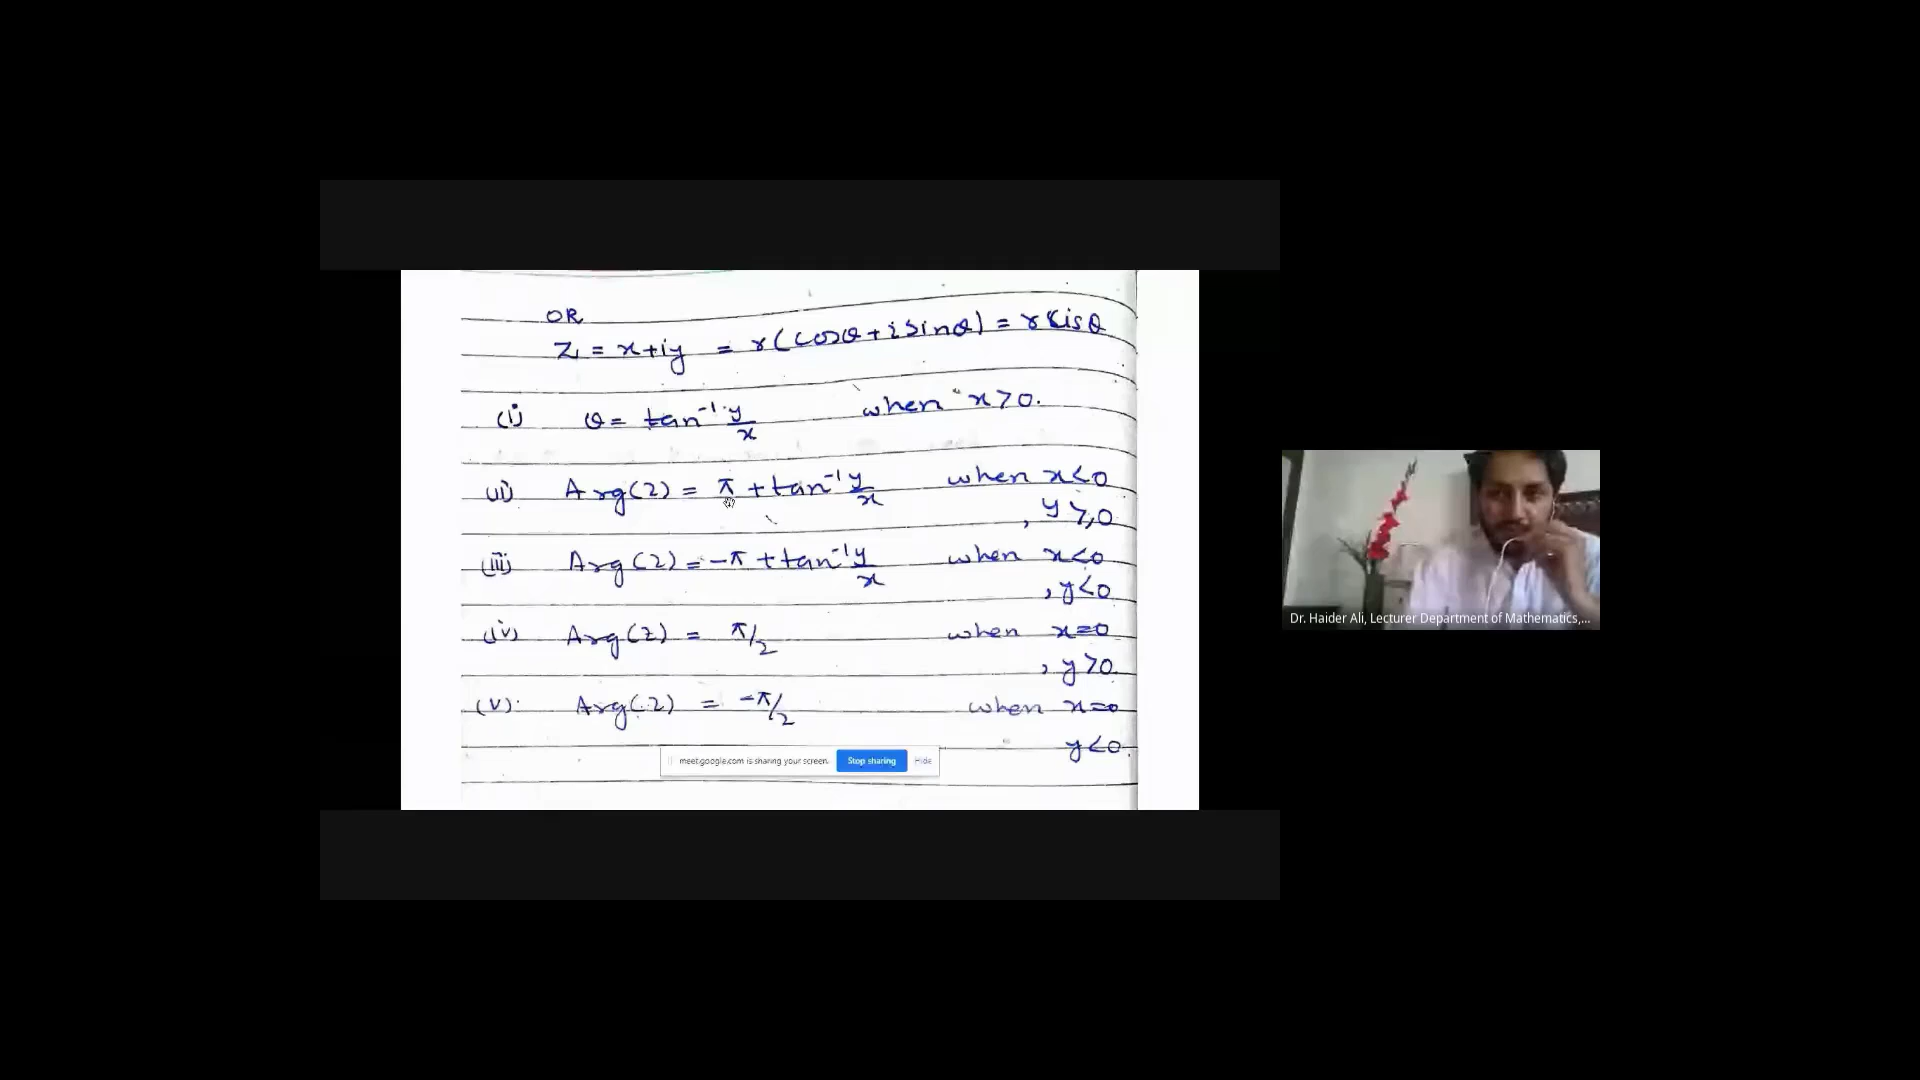 OR
z = x+iy = r(cosθ + i sinθ) = r cisθ
(i) θ = tan⁻¹ y/x when x>0.
(ii) Arg(z) = π + tan⁻¹ y/x when x<0
, y≥0
(iii) Arg(z) = -π + tan⁻¹ y/x when x<0
, y<0
(iv) Arg(z) = π/2 when x=0
, y>0
(v). Arg(z) = -π/2 when x=0
y<0.
meet.google.com is sharing your screen. Stop sharing Hide
Dr. Haider Ali, Lecturer Department of Mathematics,...